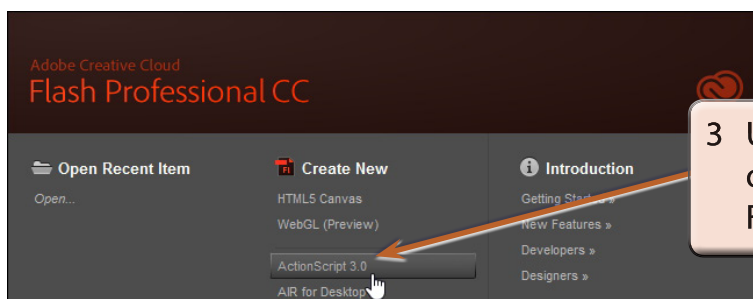 Adobe Creative Cloud
Flash Professional CC
Open Recent Item
Open...
Create New
HTML5 Canvas
WebGL (Preview)
ActionScript 3.0
AIR for Desktop
Introduction
Getting Started »
New Features »
Developers »
Designers »
3